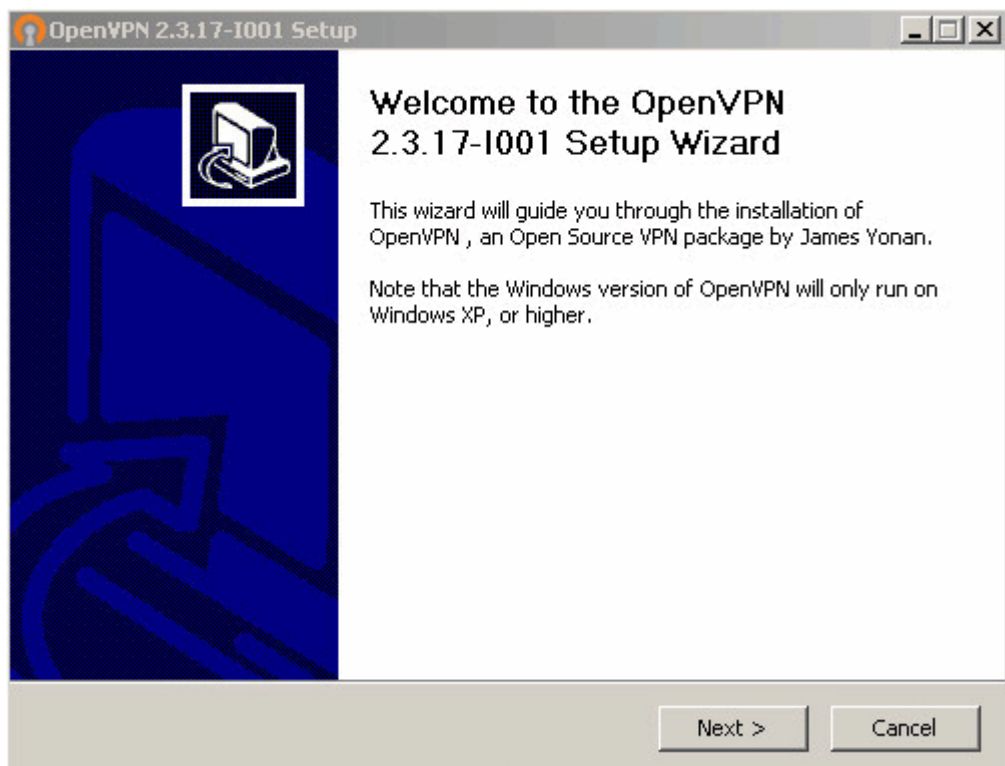 OpenVPN 2.3.17-I001 Setup
Welcome to the OpenVPN
2.3.17-I001 Setup Wizard
This wizard will guide you through the installation of
OpenVPN , an Open Source VPN package by James Yonan.
Note that the Windows version of OpenVPN will only run on
Windows XP, or higher.
Next >
Cancel